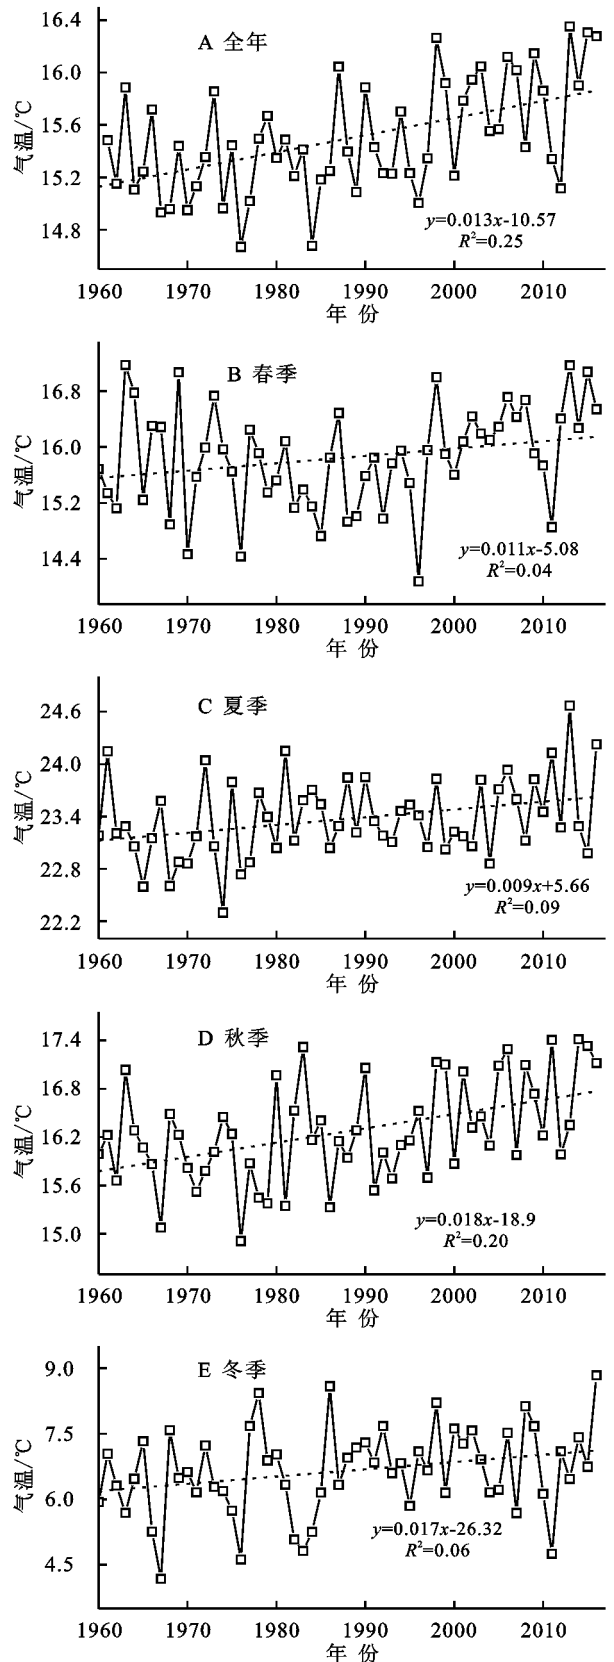 A 全年
气温/℃
16.4
16.0
15.6
15.2
14.8
y=0.013x-10.57
R²=0.25
1960 1970 1980 1990 2000 2010
年 份
B 春季
气温/℃
16.8
16.0
15.2
14.4
y=0.011x-5.08
R²=0.04
1960 1970 1980 1990 2000 2010
年 份
C 夏季
气温/℃
24.6
24.0
23.4
22.8
22.2
y=0.009x+5.66
R²=0.09
1960 1970 1980 1990 2000 2010
年 份
D 秋季
气温/℃
17.4
16.8
16.2
15.6
15.0
y=0.018x-18.9
R²=0.20
1960 1970 1980 1990 2000 2010
年 份
E 冬季
气温/℃
9.0
7.5
6.0
4.5
y=0.017x-26.32
R²=0.06
1960 1970 1980 1990 2000 2010
年 份